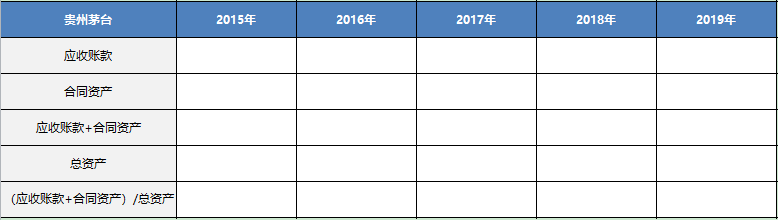 贵州茅台 2015年 2016年 2017年 2018年 2019年
应收账款
合同资产
应收账款+合同资产
总资产
（应收账款+合同资产）/总资产